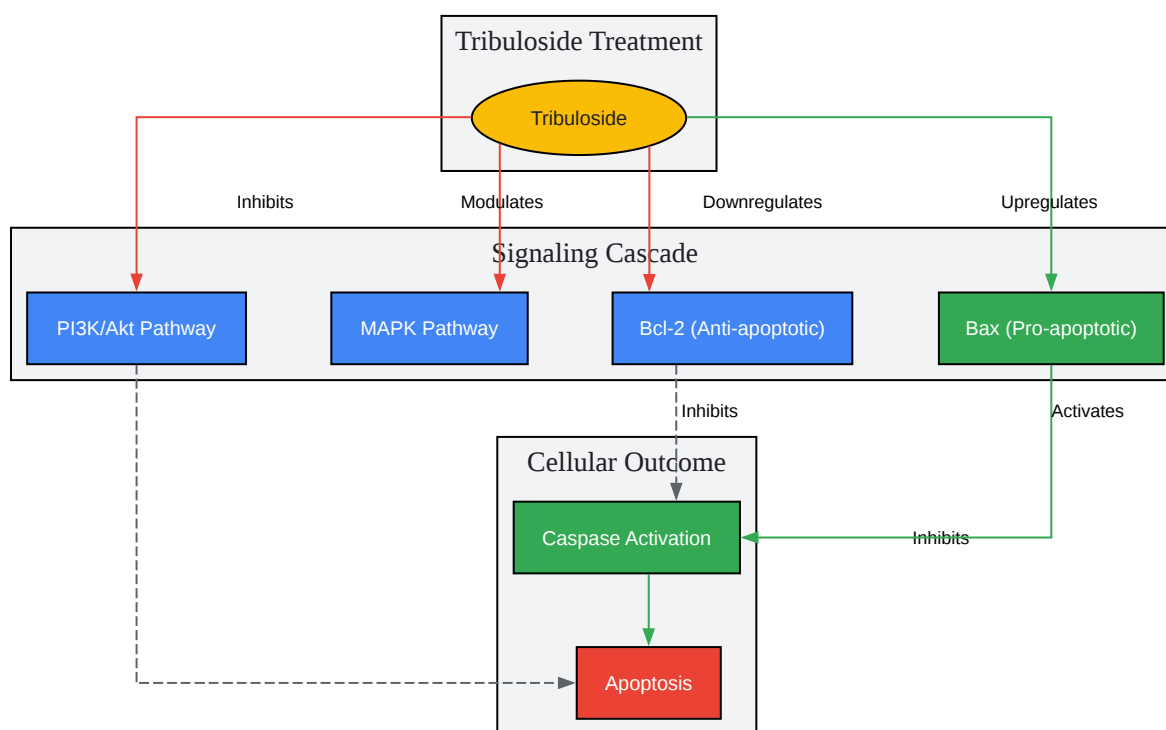 Tribuloside Treatment
Tribuloside
Inhibits
Modulates
Downregulates
Upregulates
Signaling Cascade
PI3K/Akt Pathway
MAPK Pathway
Bcl-2 (Anti-apoptotic)
Bax (Pro-apoptotic)
Inhibits
Activates
Cellular Outcome
Caspase Activation
Inhibits
Apoptosis